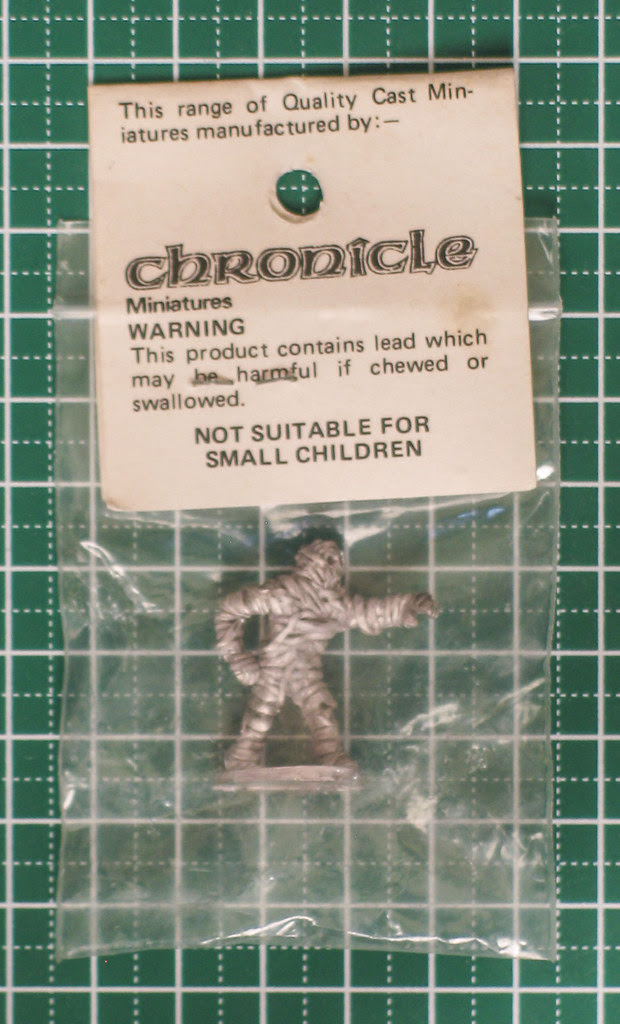 This range of Quality Cast Min-
iatures manufactured by:—
chronicle
Miniatures
WARNING
This product contains lead which
may be harmful if chewed or
swallowed.
NOT SUITABLE FOR
SMALL CHILDREN